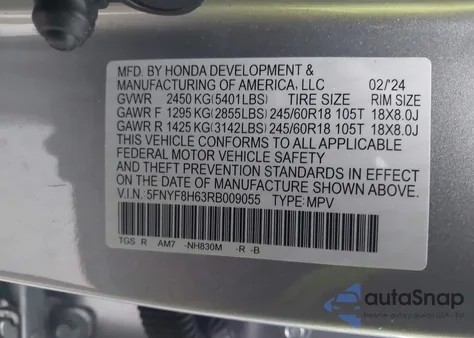 MFD. BY HONDA DEVELOPMENT &
MANUFACTURING OF AMERICA, LLC 02/'24
GVWR 2450 KG(5401LBS) TIRE SIZE RIM SIZE
GAWR F 1295 KG(2855LBS) 245/60R18 105T 18X8.0J
GAWR R 1425 KG(3142LBS) 245/60R18 105T 18X8.0J
THIS VEHICLE CONFORMS TO ALL APPLICABLE
FEDERAL MOTOR VEHICLE SAFETY
AND THEFT PREVENTION STANDARDS IN EFFECT
ON THE DATE OF MANUFACTURE SHOWN ABOVE.
V.I.N. : 5FNYF8H63RB009055 TYPE: MPV
TGS R AM7 -NH830M -R -B
autoSnap